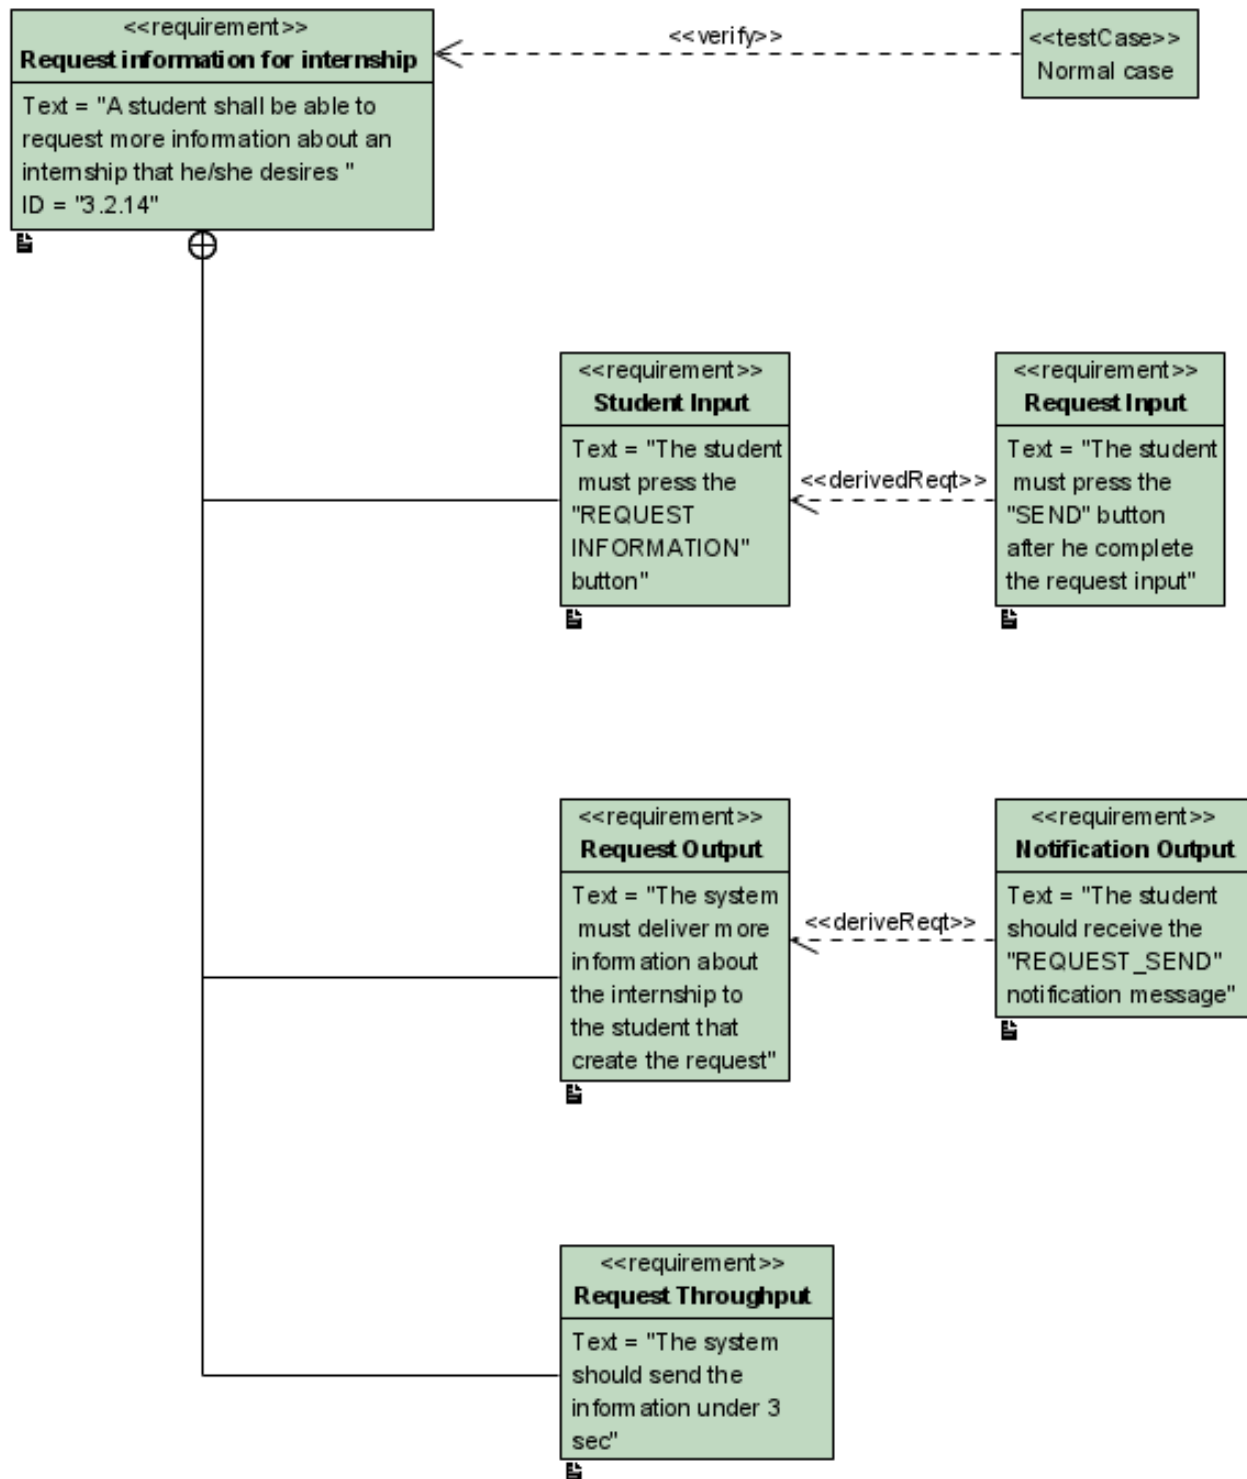 <<requirement>>
Request information for internship
Text = "A student shall be able to
request more information about an
internship that he/she desires "
ID = "3.2.14"
<<verify>>
<<testCase>>
Normal case
<<requirement>>
Student Input
Text = "The student
must press the
"REQUEST
INFORMATION"
button"
<<derivedReqt>>
<<requirement>>
Request Input
Text = "The student
must press the
"SEND" button
after he complete
the request input"
<<requirement>>
Request Output
Text = "The system
must deliver more
information about
the internship to
the student that
create the request"
<<deriveReqt>>
<<requirement>>
Notification Output
Text = "The student
should receive the
"REQUEST_SEND"
notification message"
<<requirement>>
Request Throughput
Text = "The system
should send the
information under 3
sec"